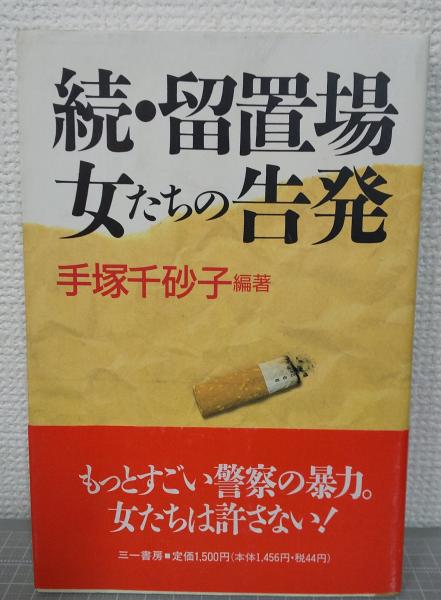 続・留置場
女たちの告発
手塚千砂子編著
もっとすごい警察の暴力。
女たちは許さない!
三一書房■定価1,500円(本体1,456円・税44円)